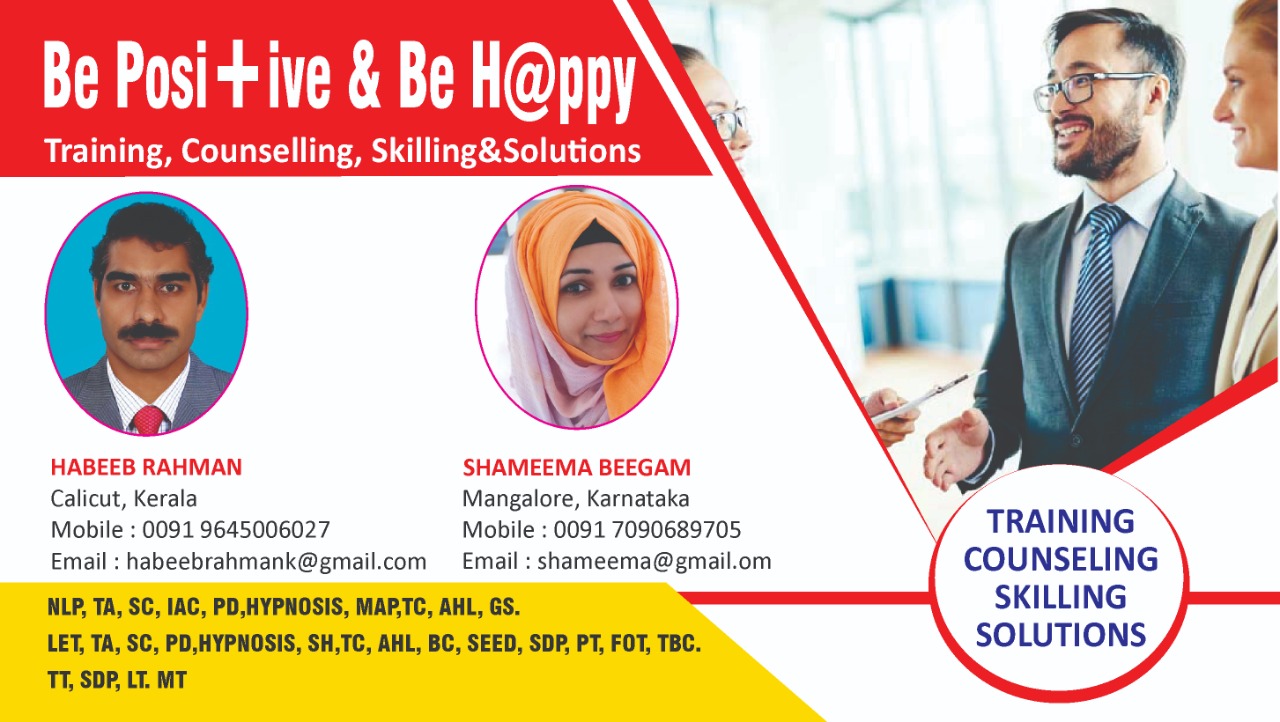 Be Posi+ive & Be H@ppy
Training, Counselling, Skilling&Solutions
HABEEB RAHMAN
Calicut, Kerala
Mobile : 0091 9645006027
Email : habeebrahmank@gmail.com
SHAMEEMA BEEGAM
Mangalore, Karnataka
Mobile : 0091 7090689705
Email : shameema@gmail.om
NLP, TA, SC, IAC, PD,HYPNOSIS, MAP,TC, AHL, GS.
LET, TA, SC, PD,HYPNOSIS, SH,TC, AHL, BC, SEED, SDP, PT, FOT, TBC.
TT, SDP, LT. MT
TRAINING
COUNSELING
SKILLING
SOLUTIONS